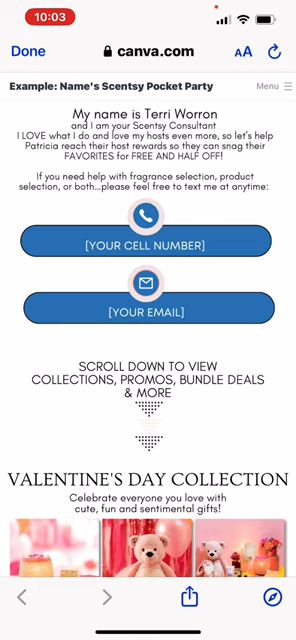 10:03
Done
canva.com
AA
Example: Name's Scentsy Pocket Party
Menu
My name is Terri Worron
and I am your Scentsy Consultant
I LOVE what I do and love my hosts even more, so let's help
Patricia reach their host rewards so they can snag their
FAVORITES for FREE AND HALF OFF!
If you need help with fragrance selection, product
selection, or both...please feel free to text me at anytime:
[YOUR CELL NUMBER]
[YOUR EMAIL]
SCROLL DOWN TO VIEW
COLLECTIONS, PROMOS, BUNDLE DEALS
& MORE
VALENTINE'S DAY COLLECTION
Celebrate everyone you love with
cute, fun and sentimental gifts!